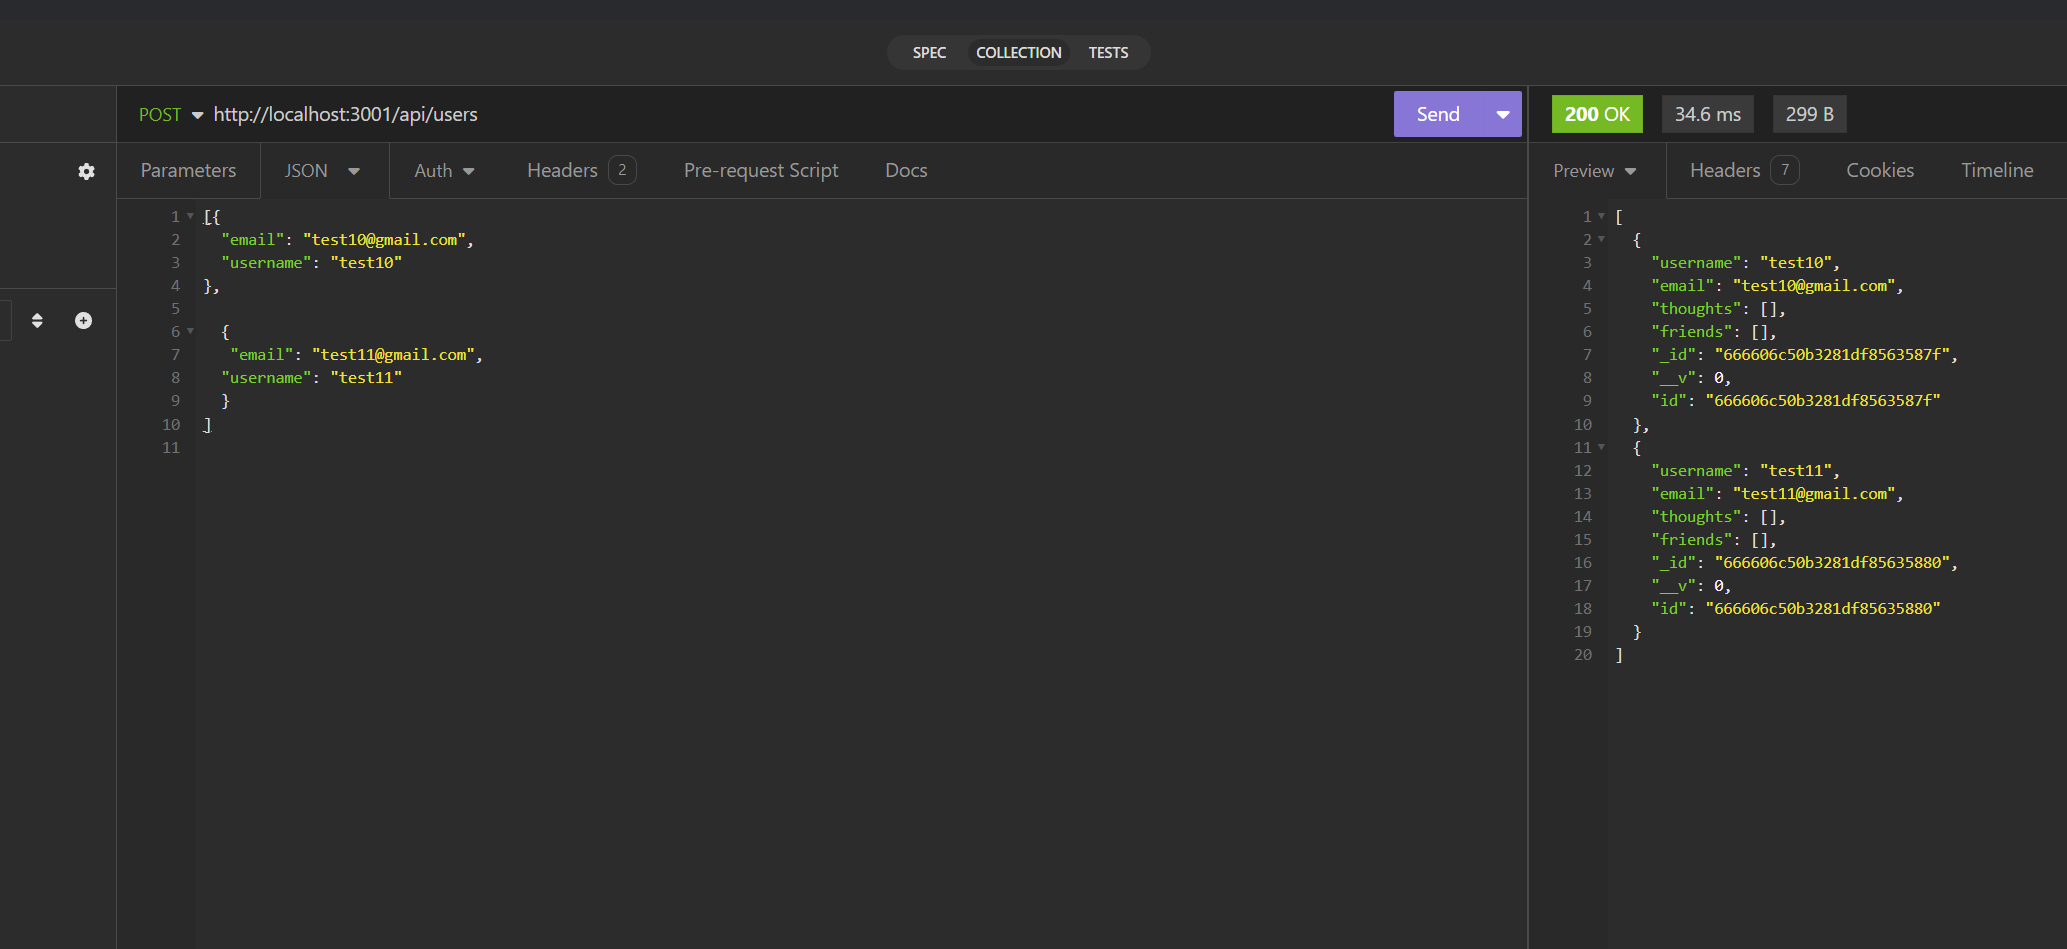 SPEC COLLECTION TESTS
POST http://localhost:3001/api/users Send
200 OK 34.6 ms 299 B
Parameters JSON Auth Headers 2 Pre-request Script Docs
Preview Headers 7 Cookies Timeline
1 [{
2 "email": "test10@gmail.com",
3 "username": "test10"
4 },
5
6 {
7 "email": "test11@gmail.com",
8 "username": "test11"
9 }
10 ]
11
1 [
2 {
3 "username": "test10",
4 "email": "test10@gmail.com",
5 "thoughts": [],
6 "friends": [],
7 "_id": "666606c50b3281df8563587f",
8 "__v": 0,
9 "id": "666606c50b3281df8563587f"
10 },
11 {
12 "username": "test11",
13 "email": "test11@gmail.com",
14 "thoughts": [],
15 "friends": [],
16 "_id": "666606c50b3281df85635880",
17 "__v": 0,
18 "id": "666606c50b3281df85635880"
19 }
20 ]